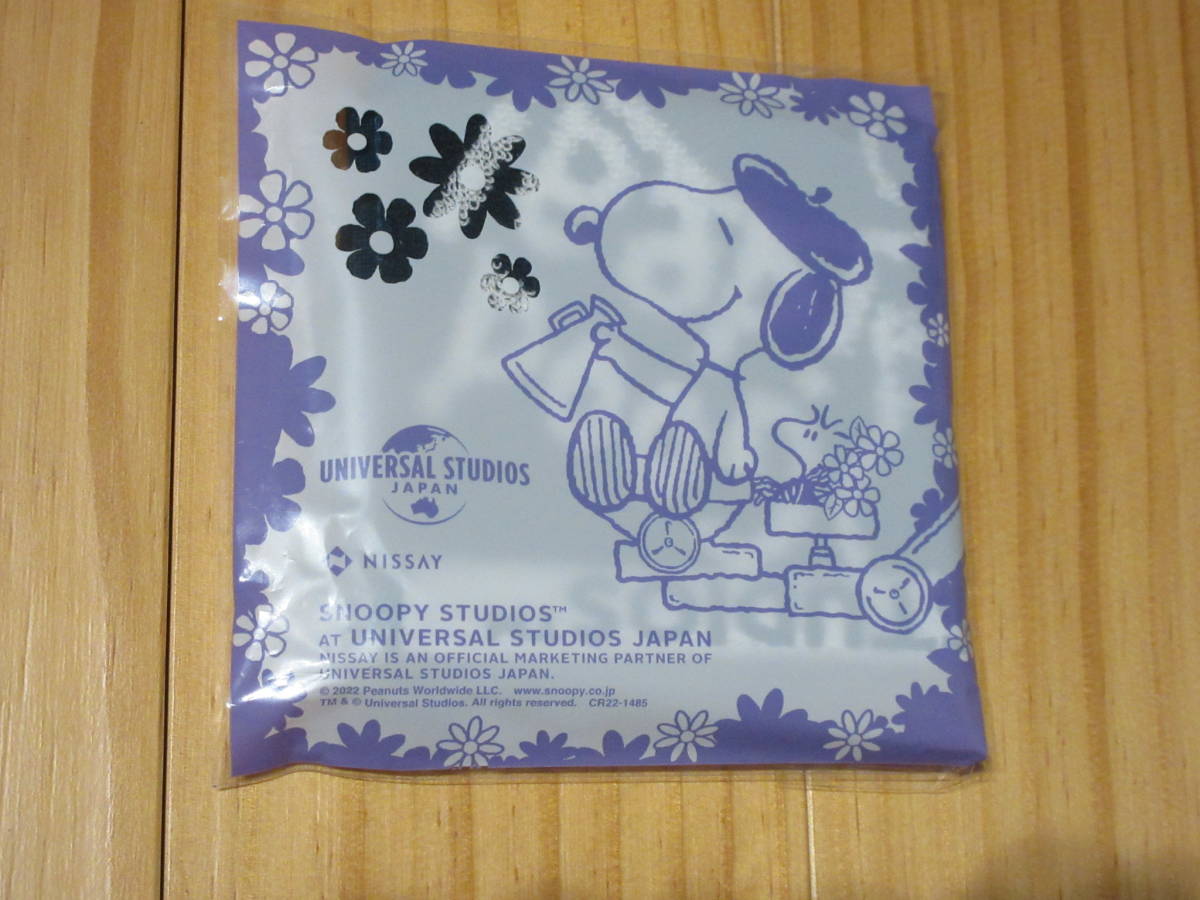 UNIVERSAL STUDIOS
JAPAN
NISSAY
SNOOPY STUDIOS™
AT UNIVERSAL STUDIOS JAPAN
NISSAY IS AN OFFICIAL MARKETING PARTNER OF
UNIVERSAL STUDIOS JAPAN.
© 2022 Peanuts Worldwide LLC. www.snoopy.co.jp
TM & © Universal Studios. All rights reserved. CR22-1485